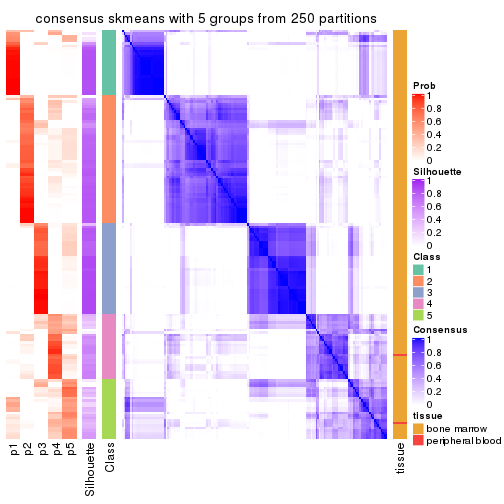 consensus skmeans with 5 groups from 250 partitions
Prob
1
0.8
0.6
0.4
0.2
0
Silhouette
1
0.8
0.6
0.4
0.2
0
Class
1
2
3
4
5
Consensus
1
0.8
0.6
0.4
0.2
0
tissue
bone marrow
peripheral blood
p1
p2
p3
p4
p5
Silhouette
Class
tissue